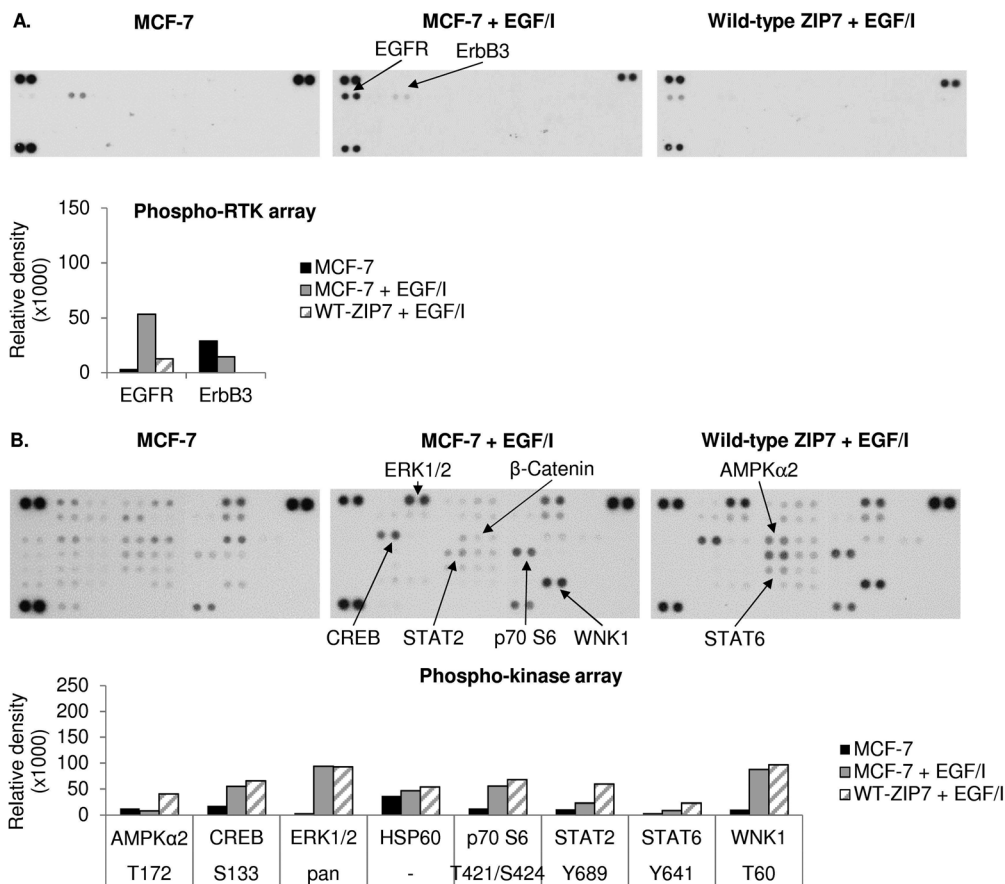 A.
MCF-7
MCF-7 + EGF/I
Wild-type ZIP7 + EGF/I
EGFR
ErbB3
Phospho-RTK array
Relative density
(x1000)
150
100
50
0
EGFR
ErbB3
MCF-7
MCF-7 + EGF/I
WT-ZIP7 + EGF/I
B.
MCF-7
MCF-7 + EGF/I
Wild-type ZIP7 + EGF/I
ERK1/2
β-Catenin
AMPKα2
CREB
STAT2
p70 S6
WNK1
STAT6
Phospho-kinase array
Relative density
(x1000)
250
200
150
100
50
0
MCF-7
MCF-7 + EGF/I
WT-ZIP7 + EGF/I
AMPKα2 CREB ERK1/2 HSP60 p70 S6 STAT2 STAT6 WNK1
T172 S133 pan - T421/S424 Y689 Y641 T60